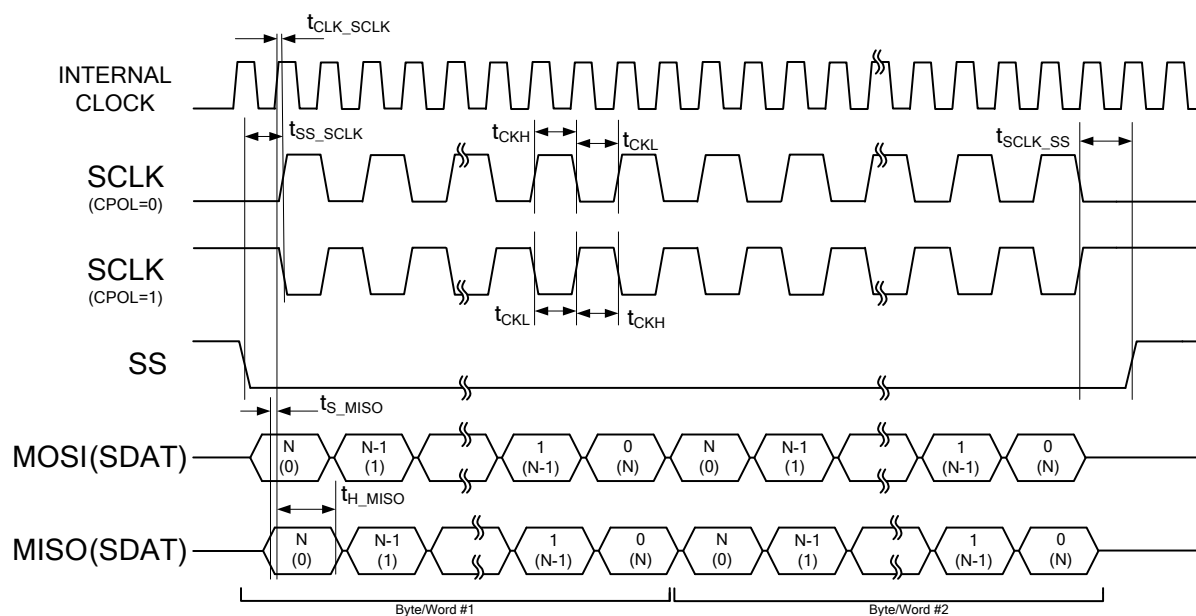 tCLK_SCLK
INTERNAL
CLOCK
tSS_SCLK
tCKH
tCKL
tSCLK_SS
SCLK
(CPOL=0)
SCLK
(CPOL=1)
tCKL
tCKH
SS
tS_MISO
MOSI(SDAT)
N N-1 1 0 N N-1 1 0
(0) (1) (N-1) (N) (0) (1) (N-1) (N)
tH_MISO
MISO(SDAT)
N N-1 1 0 N N-1 1 0
(0) (1) (N-1) (N) (0) (1) (N-1) (N)
Byte/Word #1 Byte/Word #2